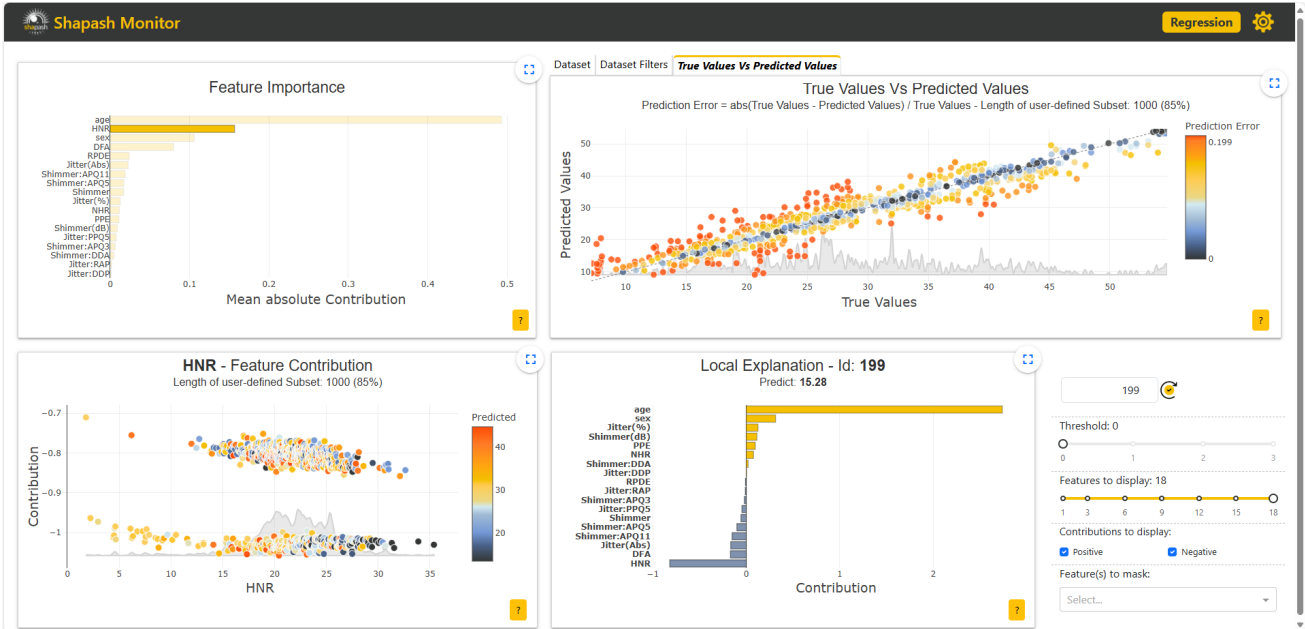 shapash
Shapash Monitor
Regression
Feature Importance
age
HNR
sex
DFA
RPDE
Jitter(Abs)
Shimmer:APQ11
Shimmer:APQ5
Shimmer
Jitter(%)
NHR
PPE
Shimmer(dB)
Jitter:PPQ5
Shimmer:APQ3
Shimmer:DDA
Jitter:RAP
Jitter:DDP
0 0.1 0.2 0.3 0.4 0.5
Mean absolute Contribution
?
Dataset Dataset Filters True Values Vs Predicted Values
True Values Vs Predicted Values
Prediction Error = abs(True Values - Predicted Values) / True Values - Length of user-defined Subset: 1000 (85%)
Prediction Error
0.199
0
Predicted Values
50
40
30
20
10
10 15 20 25 30 35 40 45 50
True Values
?
HNR - Feature Contribution
Length of user-defined Subset: 1000 (85%)
Contribution
−0.7
−0.8
−0.9
−1
0 5 10 15 20 25 30 35
HNR
Predicted
40
30
20
?
Local Explanation - Id: 199
Predict: 15.28
age
sex
Jitter(%)
Shimmer(dB)
PPE
NHR
Shimmer:DDA
Jitter:DDP
RPDE
Jitter:RAP
Shimmer:APQ3
Jitter:PPQ5
Shimmer
Shimmer:APQ5
Shimmer:APQ11
Jitter(Abs)
DFA
HNR
−1 0 1 2
Contribution
?
199
Threshold: 0
0 1 2 3
Features to display: 18
1 3 6 9 12 15 18
Contributions to display:
Positive Negative
Feature(s) to mask:
Select...